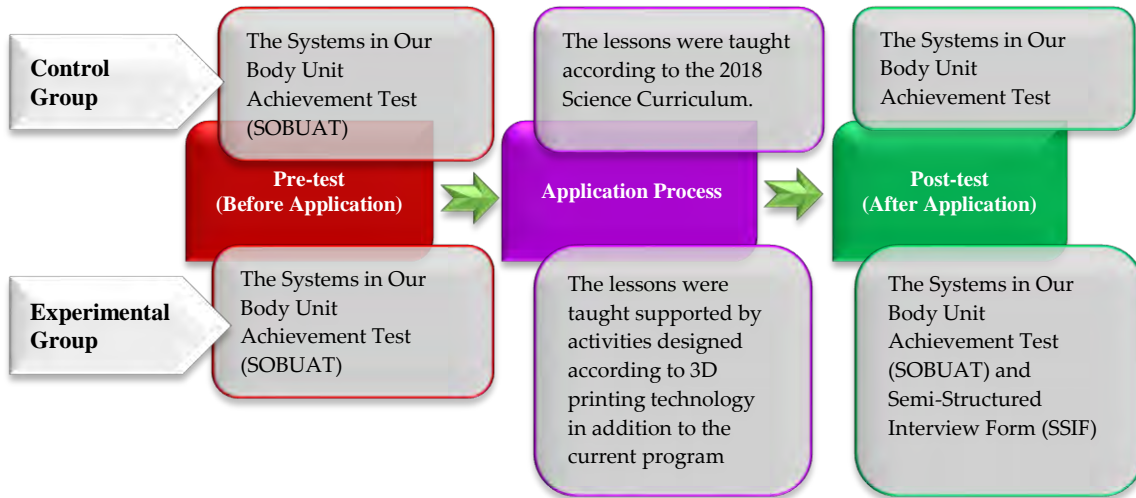 Control
Group
The Systems in Our
Body Unit
Achievement Test
(SOBUAT)
The lessons were taught
according to the 2018
Science Curriculum.
The Systems in Our
Body Unit
Achievement Test
Pre-test
(Before Application)
Application Process
Post-test
(After Application)
Experimental
Group
The Systems in Our
Body Unit
Achievement Test
(SOBUAT)
The lessons were
taught supported by
activities designed
according to 3D
printing technology
in addition to the
current program
The Systems in Our
Body Unit
Achievement Test
(SOBUAT) and
Semi-Structured
Interview Form (SSIF)